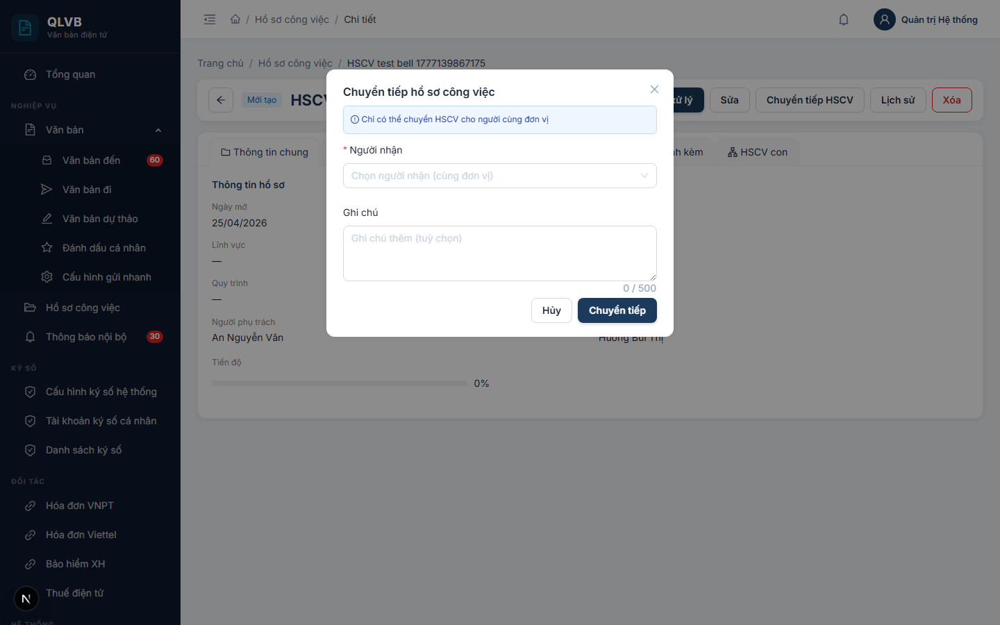 QLVB
Văn bản điện tử
Tổng quan
NGHIỆP VỤ
Văn bản
Văn bản đến
60
Văn bản đi
Văn bản dự thảo
Đánh dấu cá nhân
Cấu hình gửi nhanh
Hồ sơ công việc
Thông báo nội bộ
30
KÝ SỐ
Cấu hình ký số hệ thống
Tài khoản ký số cá nhân
Danh sách ký số
ĐỐI TÁC
Hóa đơn VNPT
Hóa đơn Viettel
Bảo hiểm XH
Thuế điện tử
HỆ THỐNG
N
/ Hồ sơ công việc / Chi tiết
Quản trị Hệ thống
Trang chủ / Hồ sơ công việc / HSCV test bell 1777139867175
Mới tạo
HSCV
xử lý
Sửa
Chuyển tiếp HSCV
Lịch sử
Xóa
Thông tin chung
kèm
HSCV con
Thông tin hồ sơ
Ngày mở
25/04/2026
Lĩnh vực
—
Quy trình
—
Người phụ trách
An Nguyễn Văn
Hương Bùi Thị
Tiến độ
0%
Chuyển tiếp hồ sơ công việc
Chỉ có thể chuyển HSCV cho người cùng đơn vị
* Người nhận
Chọn người nhận (cùng đơn vị)
Ghi chú
Ghi chú thêm (tuỳ chọn)
0 / 500
Hủy
Chuyển tiếp